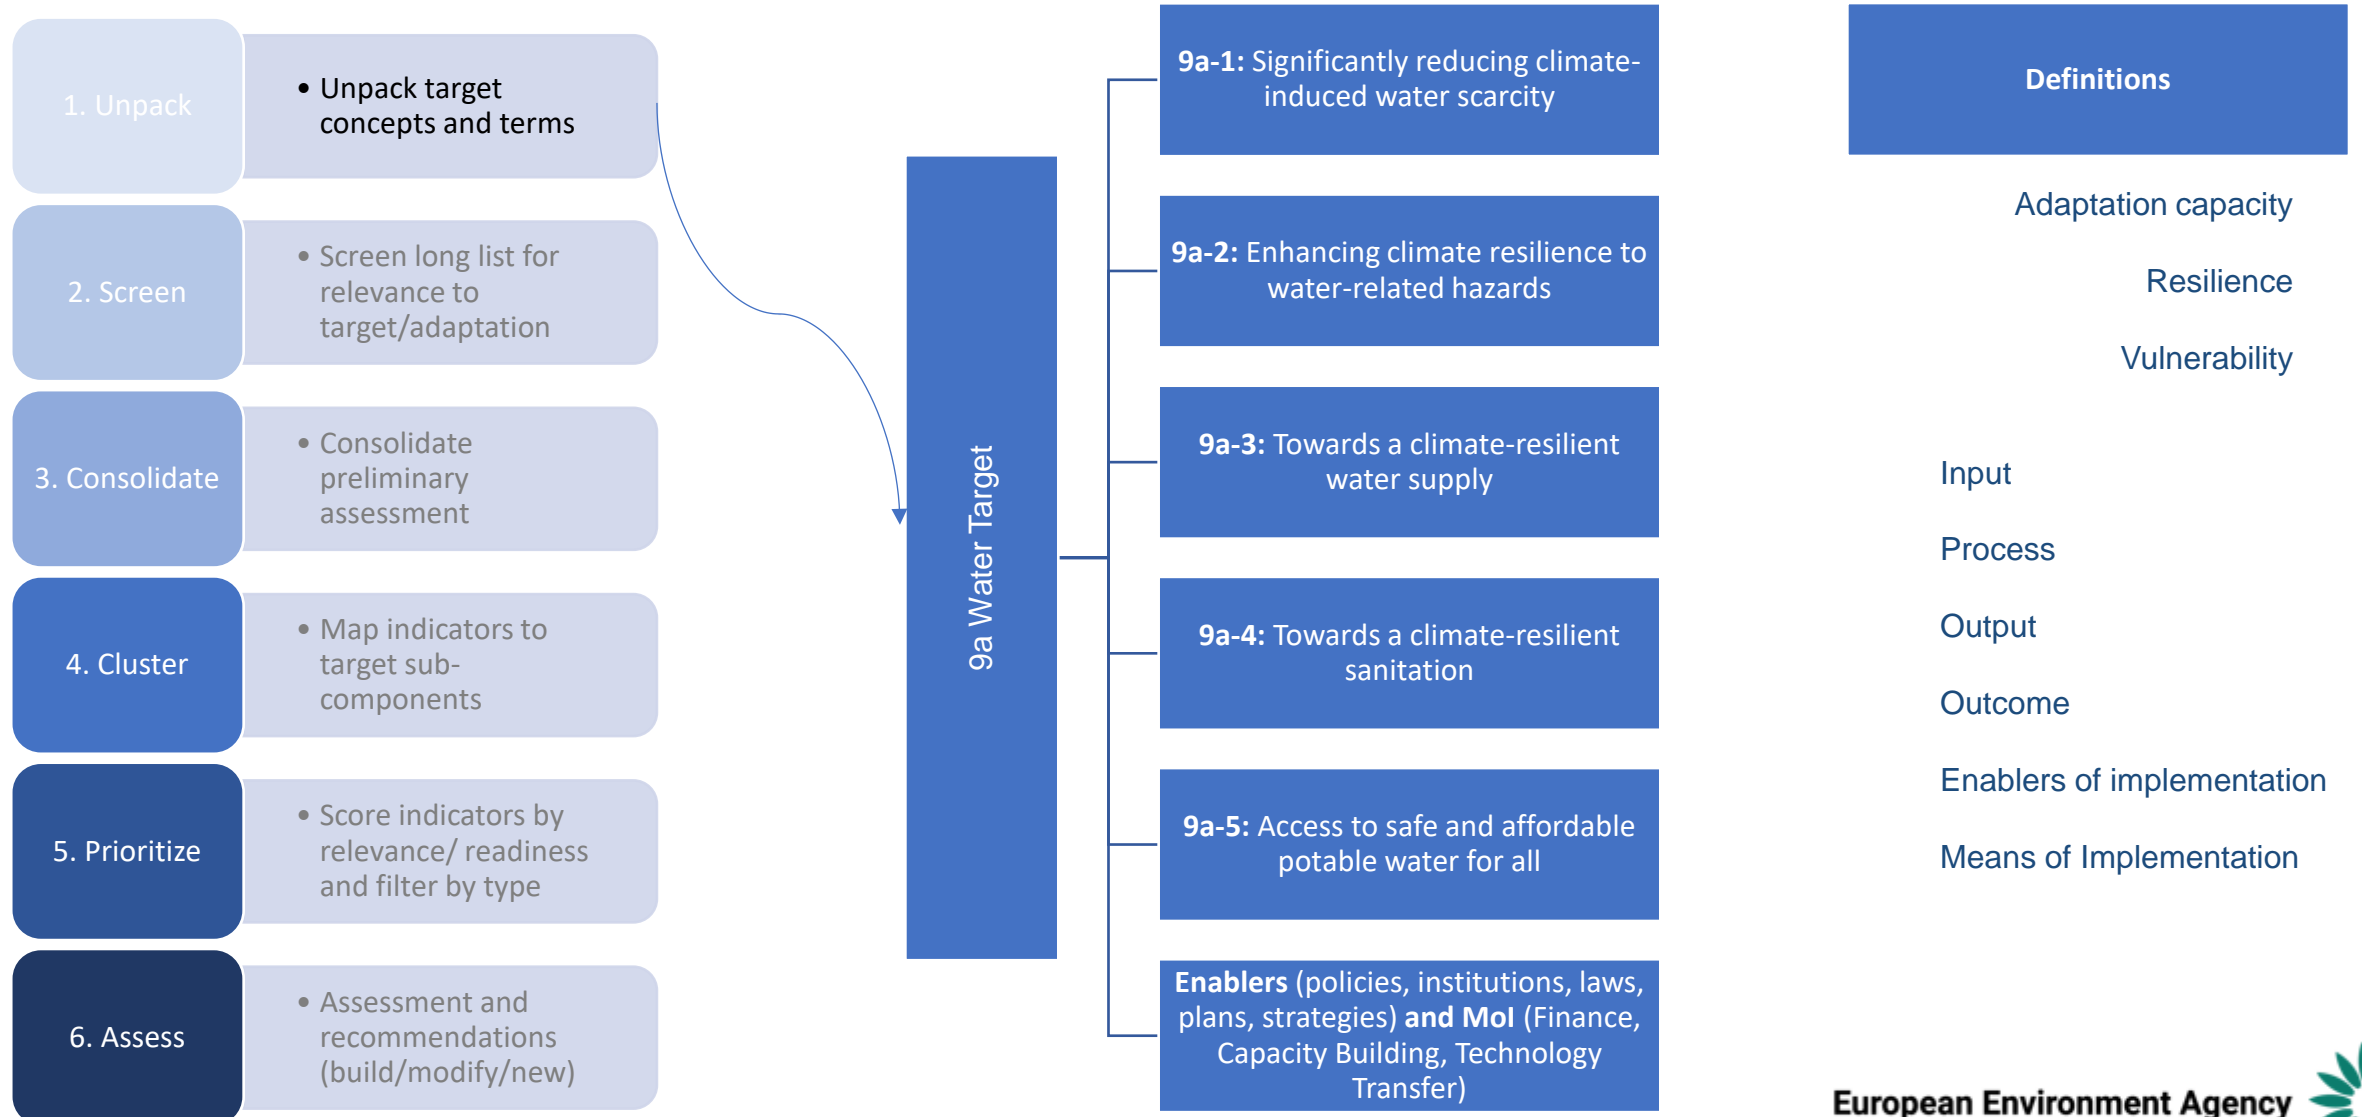 1. Unpack
• Unpack target
concepts and terms
2. Screen
• Screen long list for
relevance to
target/adaptation
3. Consolidate
• Consolidate
preliminary
assessment
4. Cluster
• Map indicators to
target sub-
components
5. Prioritize
• Score indicators by
relevance/ readiness
and filter by type
6. Assess
• Assessment and
recommendations
(build/modify/new)
9a Water Target
9a-1: Significantly reducing climate-
induced water scarcity
9a-2: Enhancing climate resilience to
water-related hazards
9a-3: Towards a climate-resilient
water supply
9a-4: Towards a climate-resilient
sanitation
9a-5: Access to safe and affordable
potable water for all
Enablers (policies, institutions, laws,
plans, strategies) and MoI (Finance,
Capacity Building, Technology
Transfer)
Definitions
Adaptation capacity
Resilience
Vulnerability
Input
Process
Output
Outcome
Enablers of implementation
Means of Implementation
European Environment Agency